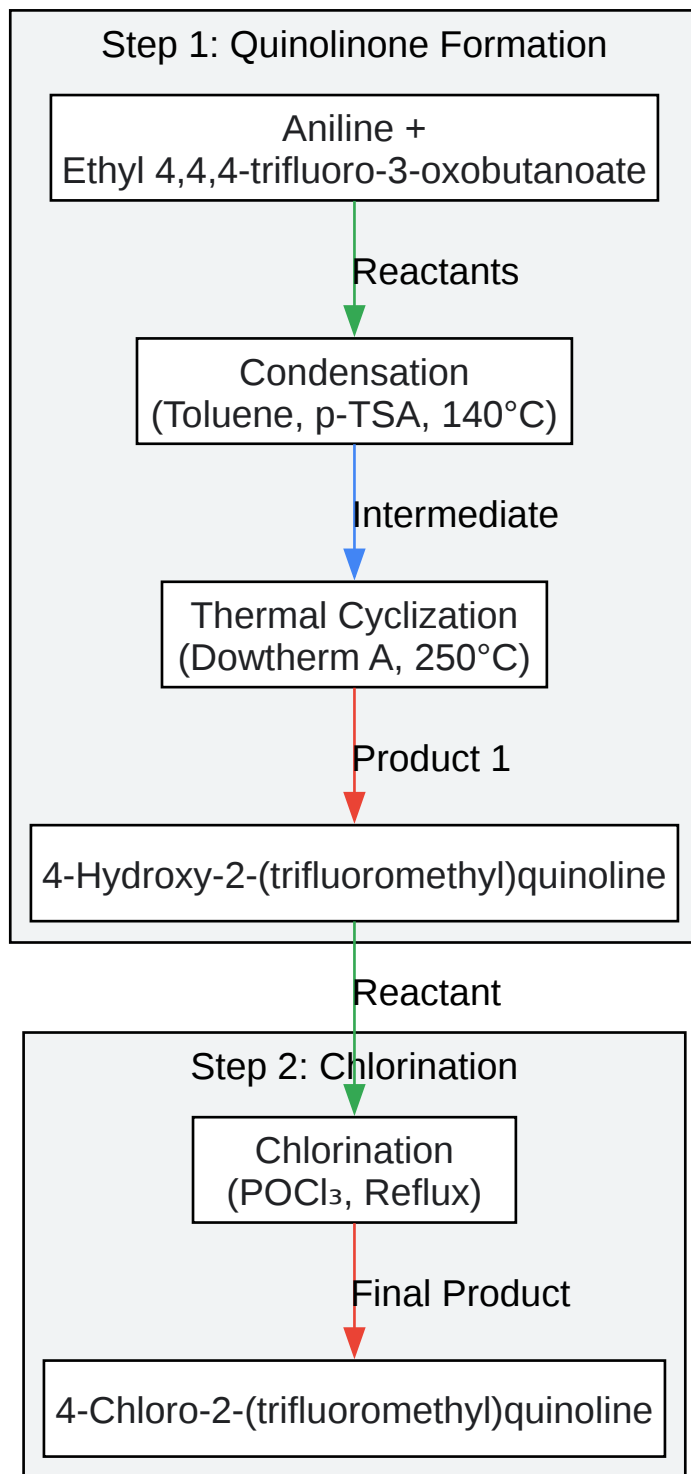 Step 1: Quinolinone Formation
Aniline +
Ethyl 4,4,4-trifluoro-3-oxobutanoate
Reactants
Condensation
(Toluene, p-TSA, 140°C)
Intermediate
Thermal Cyclization
(Dowtherm A, 250°C)
Product 1
4-Hydroxy-2-(trifluoromethyl)quinoline
Reactant
Step 2: Chlorination
Chlorination
(POCl₃, Reflux)
Final Product
4-Chloro-2-(trifluoromethyl)quinoline